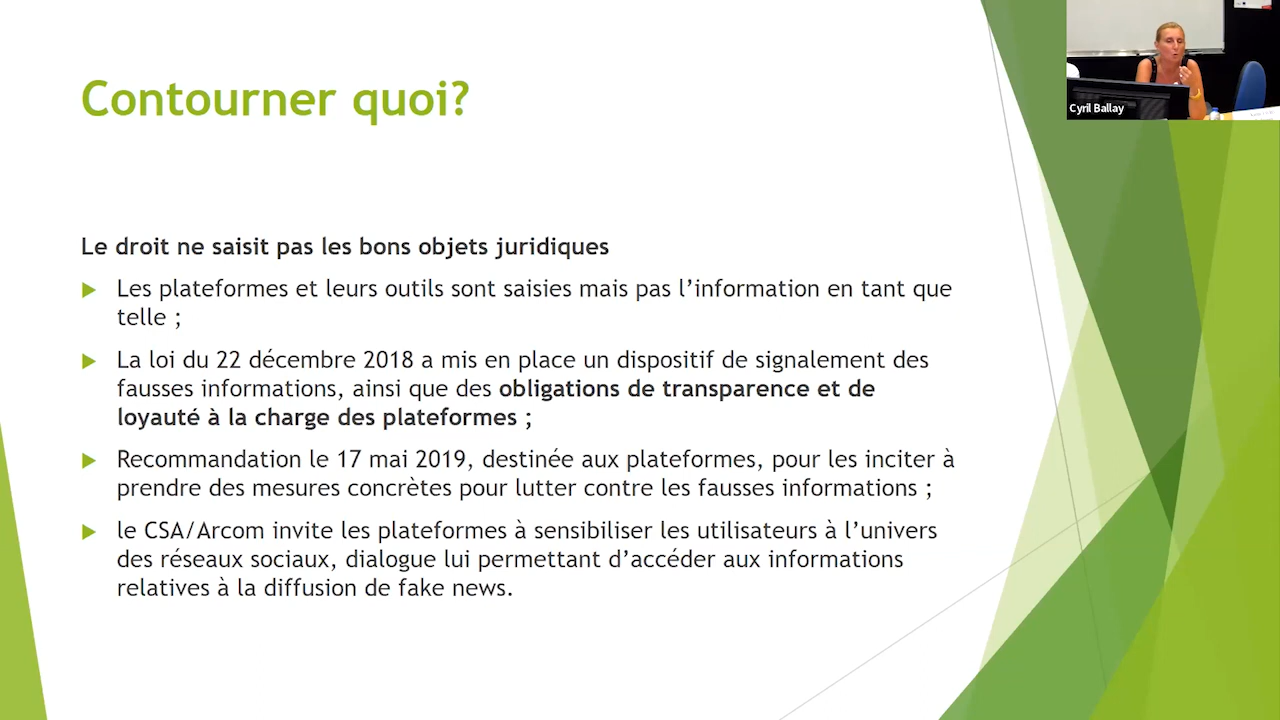 Contourner quoi?
Cyril Ballay
Le droit ne saisit pas les bons objets juridiques
Les plateformes et leurs outils sont saisies mais pas l’information en tant que
telle ;
La loi du 22 décembre 2018 a mis en place un dispositif de signalement des
fausses informations, ainsi que des obligations de transparence et de
loyauté à la charge des plateformes ;
Recommandation le 17 mai 2019, destinée aux plateformes, pour les inciter à
prendre des mesures concrètes pour lutter contre les fausses informations ;
le CSA/Arcom invite les plateformes à sensibiliser les utilisateurs à l’univers
des réseaux sociaux, dialogue lui permettant d’accéder aux informations
relatives à la diffusion de fake news.